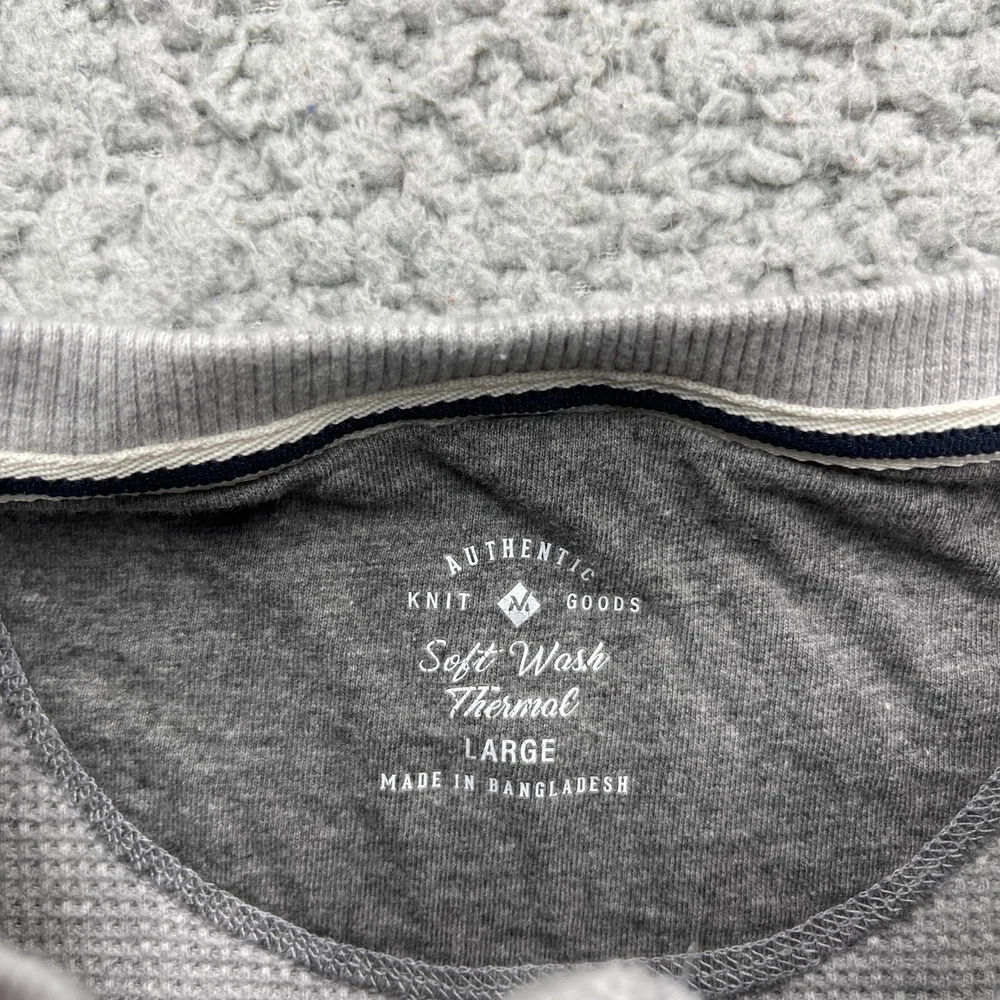 AUTHENTIC
KNIT M GOODS
Soft Wash
Thermal
LARGE
MADE IN BANGLADESH